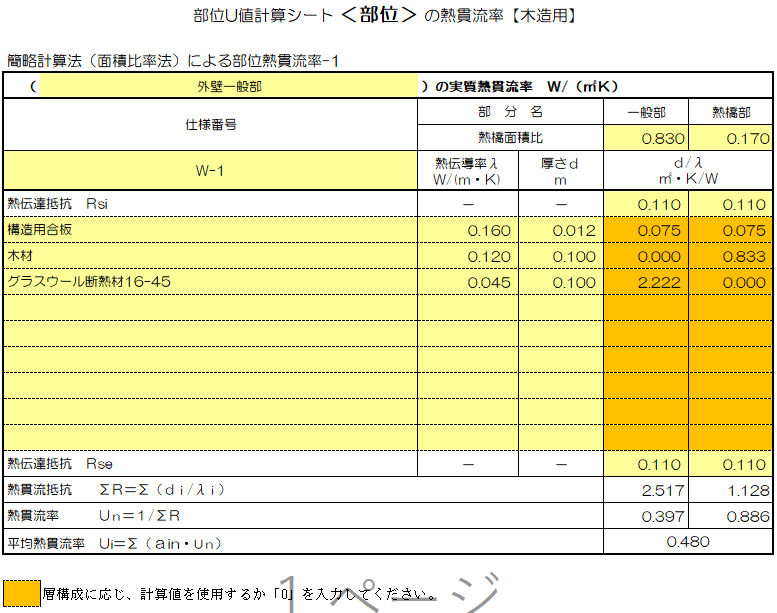 部位U値計算シート ＜部位＞ の熱貫流率【木造用】
簡略計算法（面積比率法）による部位熱貫流率-1
（ 外壁一般部 ）の実質熱貫流率 W/（㎡K）
仕様番号 部 分 名 一般部 熱橋部
熱橋面積比 0.830 0.170
W-1 熱伝導率λ 厚さd d/λ
W/(m・K) m ㎡・K/W
熱伝達抵抗 Rsi － － 0.110 0.110
構造用合板 0.160 0.012 0.075 0.075
木材 0.120 0.100 0.000 0.833
グラスウール断熱材16-45 0.045 0.100 2.222 0.000
熱伝達抵抗 Rse － － 0.110 0.110
熱貫流抵抗 ΣR＝Σ（ｄｉ/λｉ） 2.517 1.128
熱貫流率 Un＝1/ΣR 0.397 0.886
平均熱貫流率 Ui＝Σ（ain・Un） 0.480
層構成に応じ、計算値を使用するか「0」を入力してください。
1 ページ